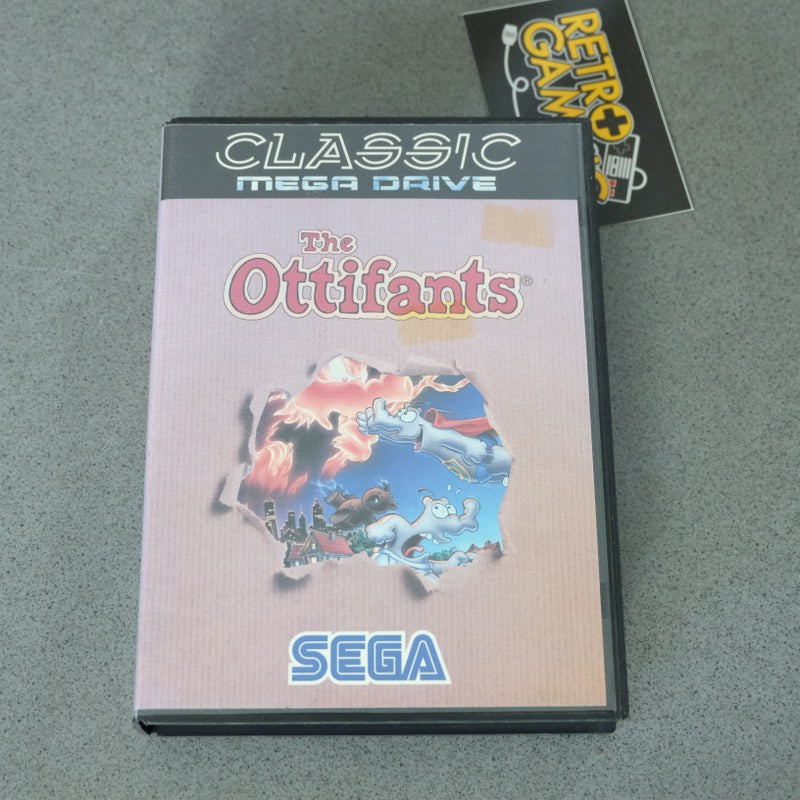 RETRO
GAM
CLASSIC
MEGA DRIVE
The
Ottifants®
SEGA